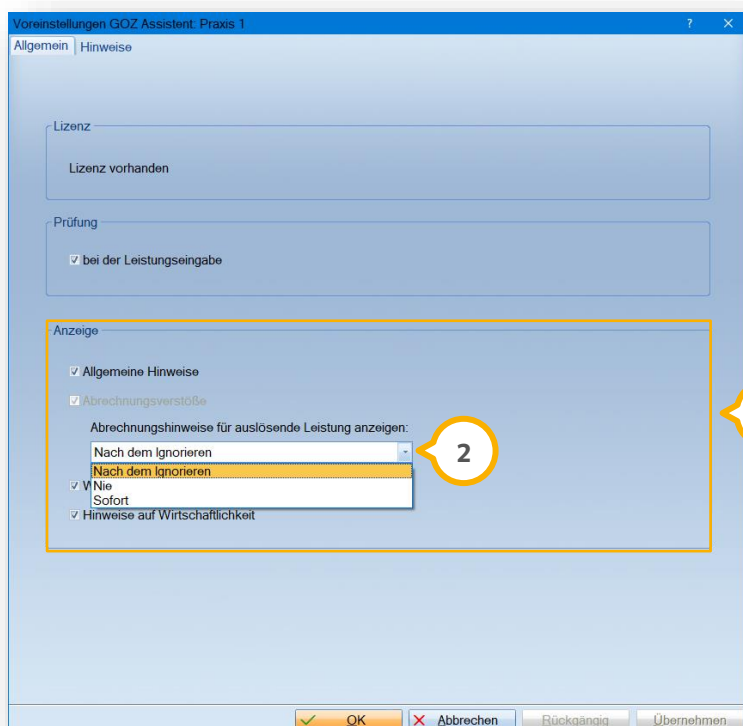 Voreinstellungen GOZ Assistent: Praxis 1 ? ×
Allgemein Hinweise
Lizenz
Lizenz vorhanden
Prüfung
bei der Leistungseingabe
Anzeige
Allgemeine Hinweise
Abrechnungsverstöße
Abrechnungshinweise für auslösende Leistung anzeigen:
Nach dem Ignorieren
2
Nach dem Ignorieren
Nie
Sofort
Hinweise auf Wirtschaftlichkeit
OK Abbrechen Rückgängig Übernehmen